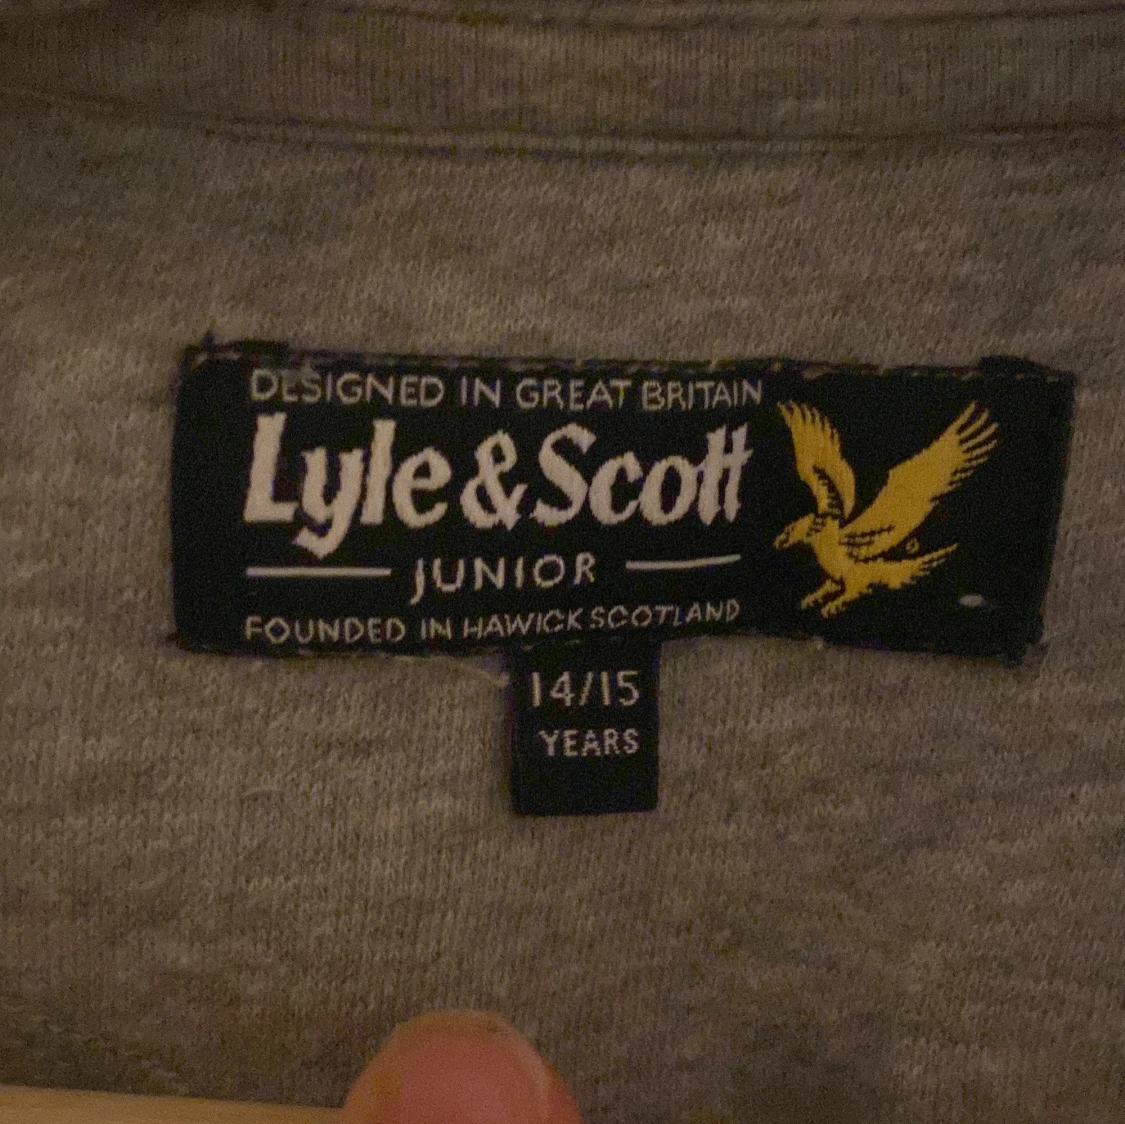 DESIGNED IN GREAT BRITAIN
Lyle & Scott
JUNIOR
FOUNDED IN HAWICK SCOTLAND
14/15
YEARS